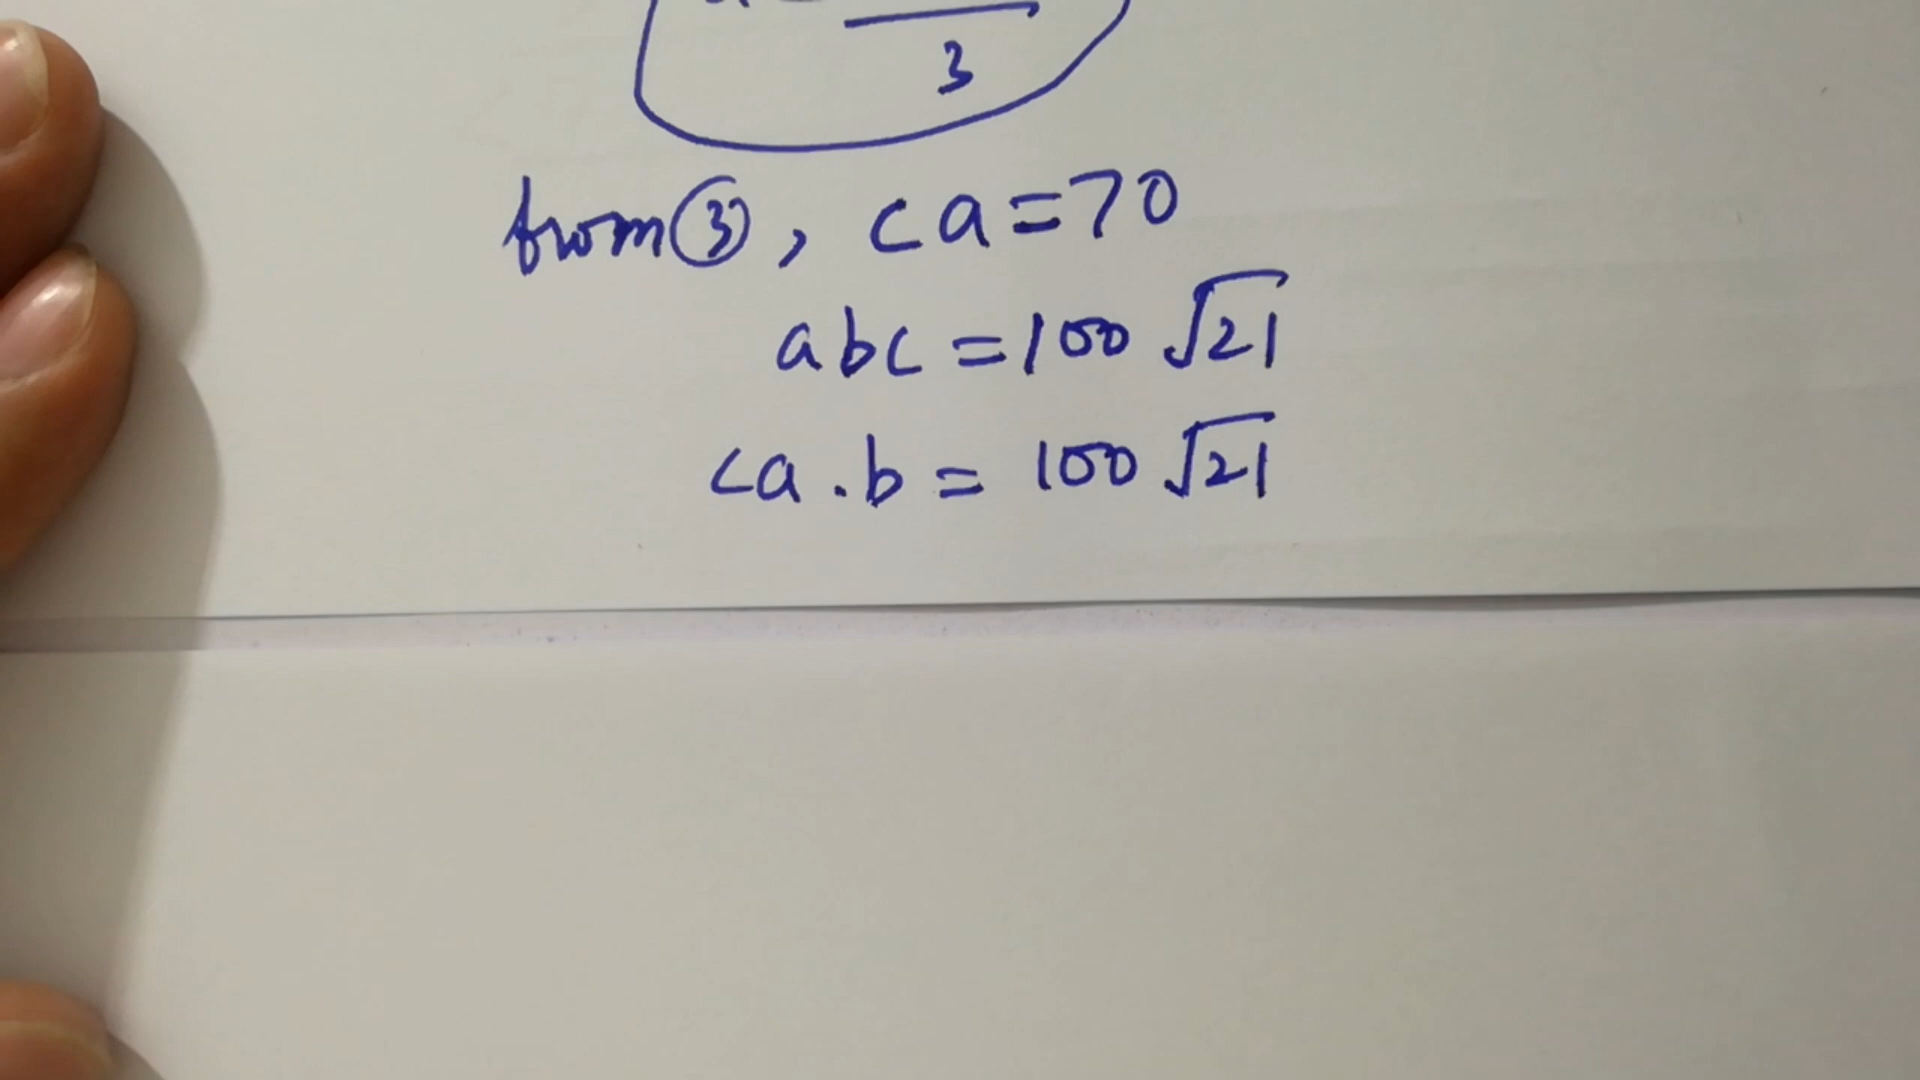 3
from ③, ca=70
abc = 100 √21
ca.b = 100 √21